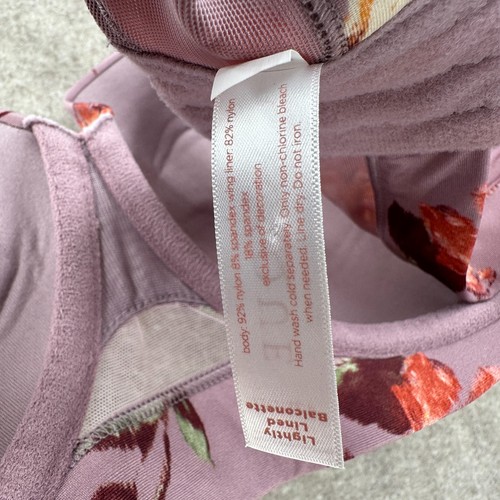 body: 92% nylon 8% spandex wing liner: 82% nylon
18% spandex
exclusive of decoration
Hand wash cold separately. Only non-chlorine bleach
when needed. Line dry. Do not iron.
Lightly
Lined
Balconette